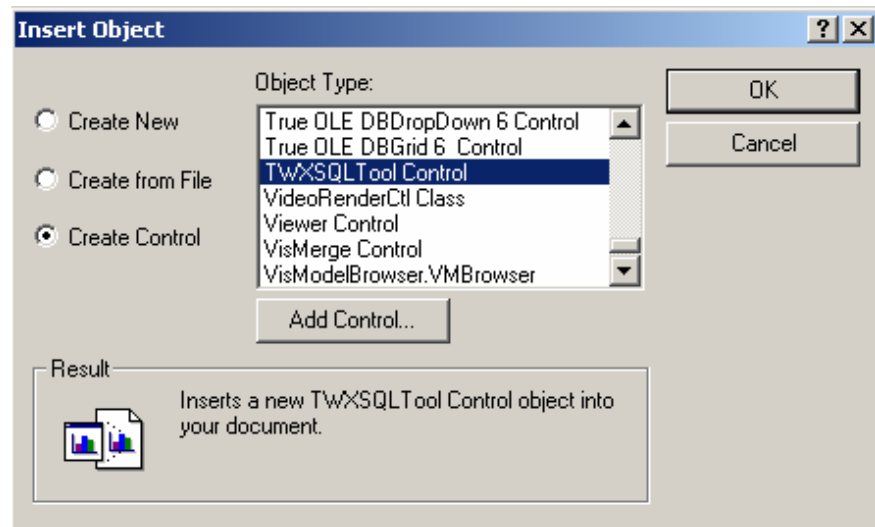 Insert Object
Object Type:
Create New
Create from File
Create Control
True OLE DBDropDown 6 Control
True OLE DBGrid 6  Control
TWXSQLTool Control
VideoRenderCtl Class
Viewer Control
VisMerge Control
VisModelBrowser.VMBrowser
Add Control...
OK
Cancel
Result
Inserts a new TWXSQLTool Control object into
your document.